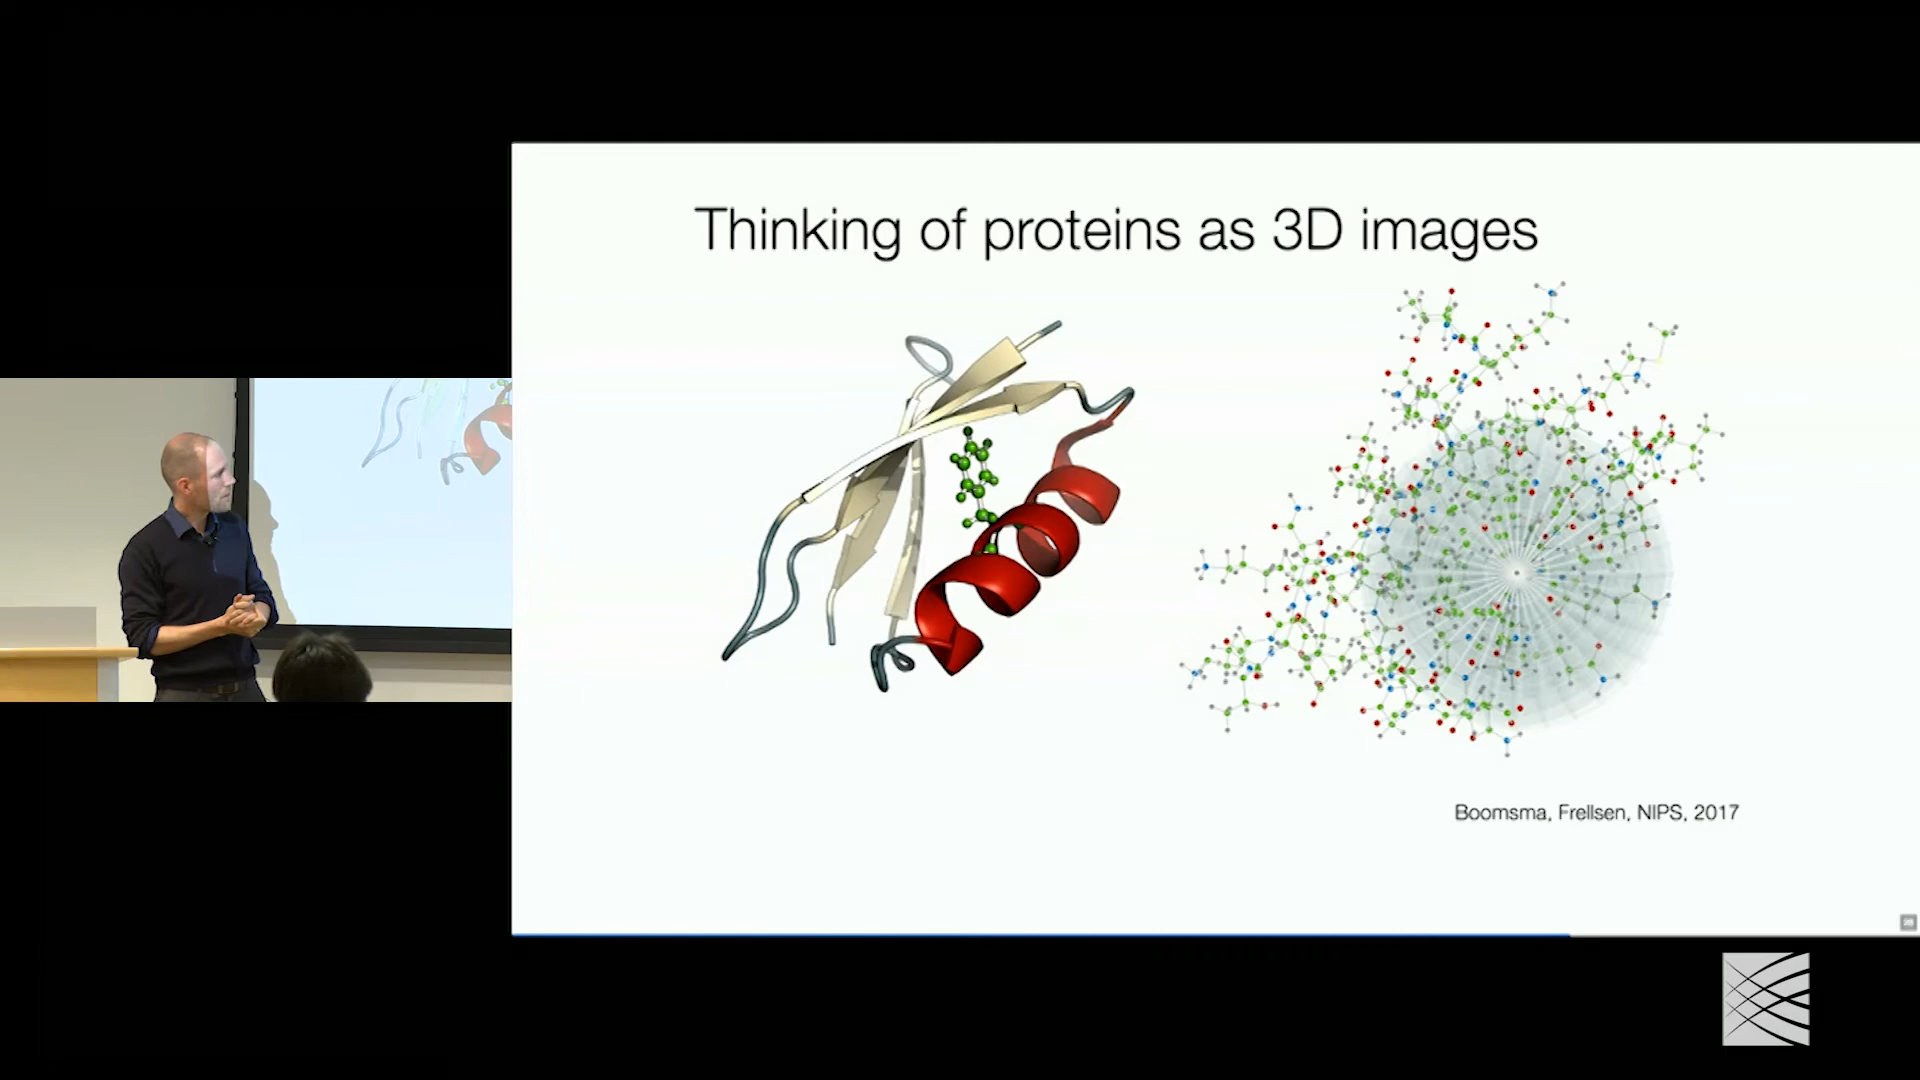 Thinking of proteins as 3D images
Boomsma, Frellsen, NIPS, 2017